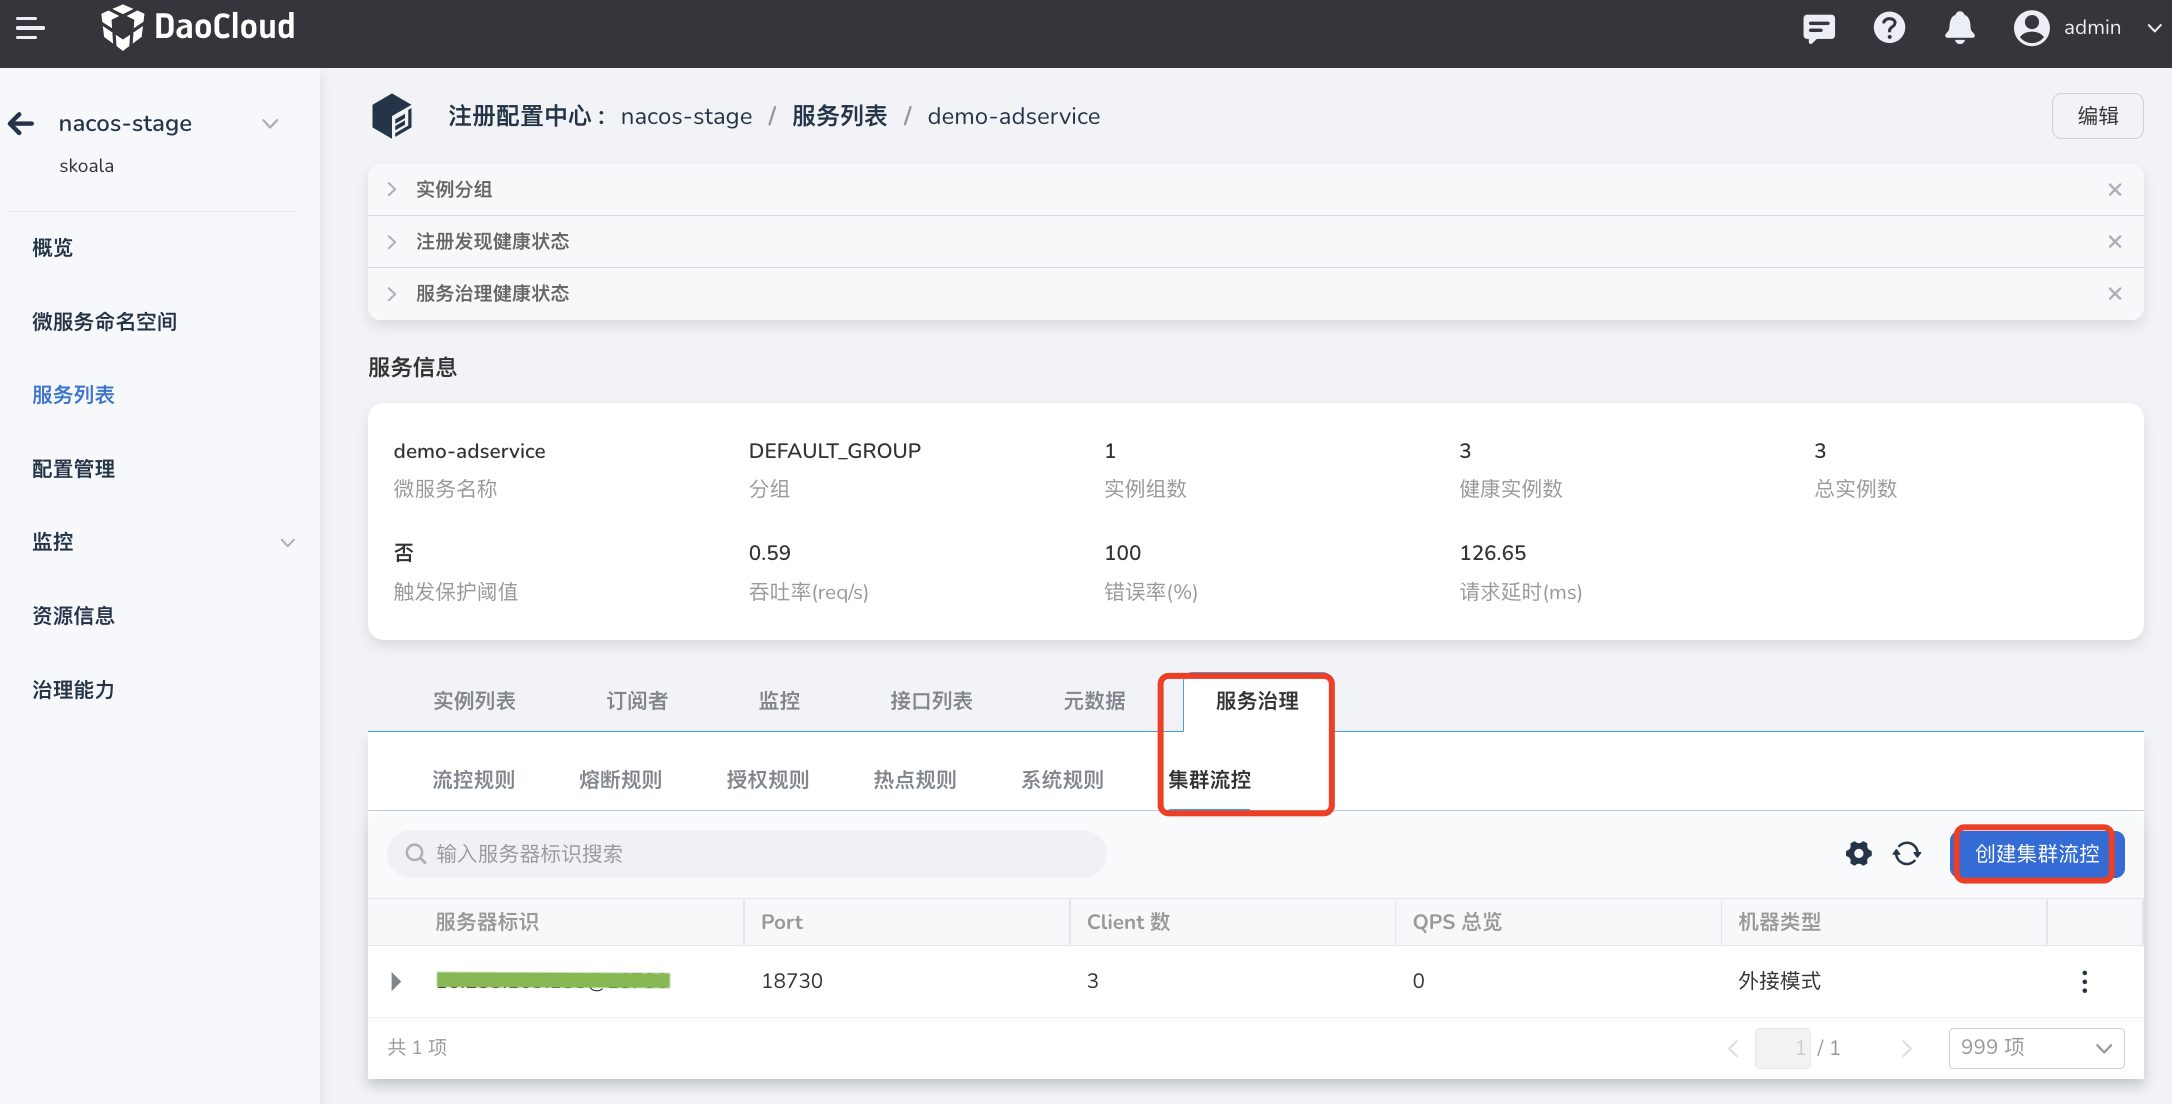 DaoCloud
admin
nacos-stage
skoala
概览
微服务命名空间
服务列表
配置管理
监控
资源信息
治理能力
注册配置中心： nacos-stage / 服务列表 / demo-adservice
编辑
实例分组
注册发现健康状态
服务治理健康状态
服务信息
demo-adservice DEFAULT_GROUP 1 3 3
微服务名称 分组 实例组数 健康实例数 总实例数
否 0.59 100 126.65
触发保护阈值 吞吐率(req/s) 错误率(%) 请求延时(ms)
实例列表 订阅者 监控 接口列表 元数据 服务治理
流控规则 熔断规则 授权规则 热点规则 系统规则 集群流控
输入服务器标识搜索
创建集群流控
服务器标识 Port Client 数 QPS 总览 机器类型
18730 3 0 外接模式
共 1 项
1 / 1
999 项